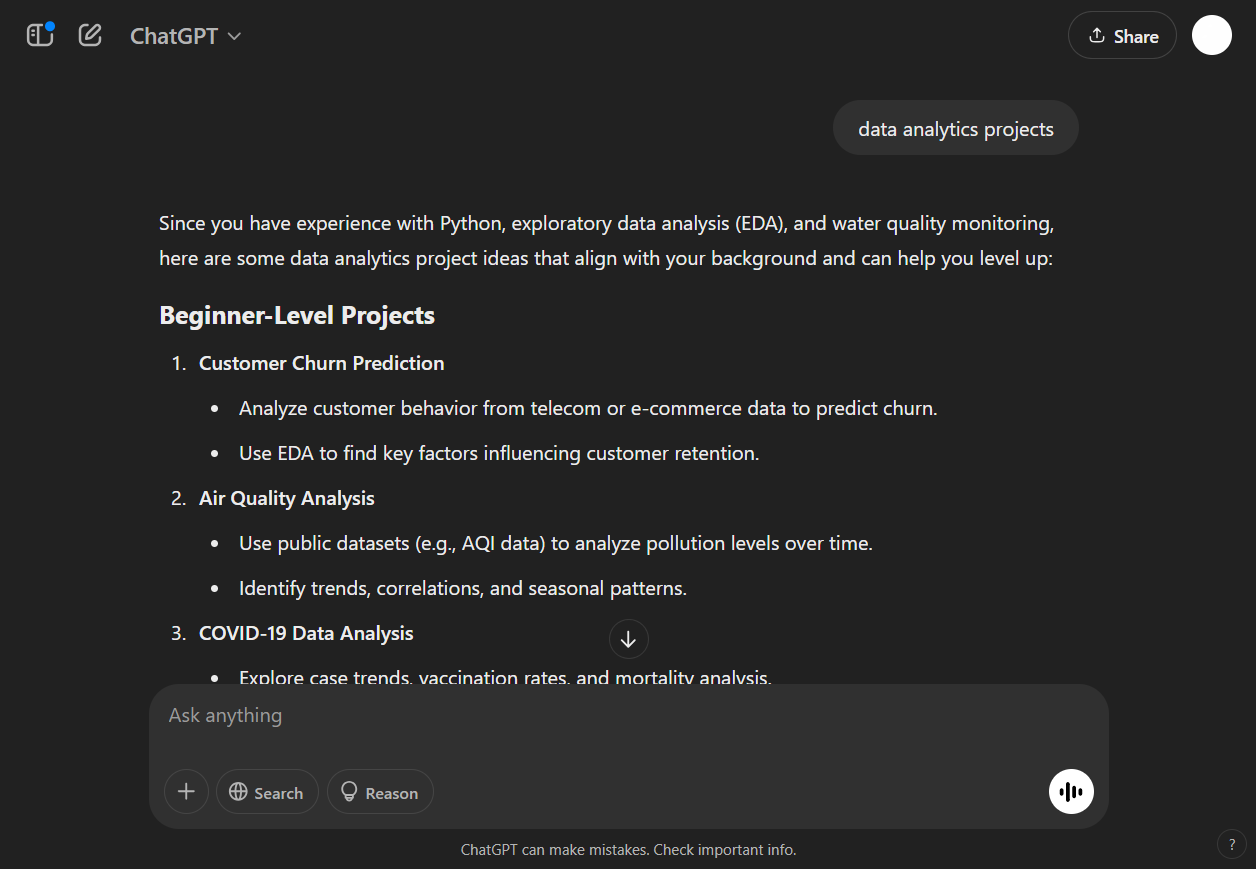 ChatGPT
Share
data analytics projects
Since you have experience with Python, exploratory data analysis (EDA), and water quality monitoring,
here are some data analytics project ideas that align with your background and can help you level up:
Beginner-Level Projects
1. Customer Churn Prediction
• Analyze customer behavior from telecom or e-commerce data to predict churn.
• Use EDA to find key factors influencing customer retention.
2. Air Quality Analysis
• Use public datasets (e.g., AQI data) to analyze pollution levels over time.
• Identify trends, correlations, and seasonal patterns.
3. COVID-19 Data Analysis
• Explore case trends, vaccination rates, and mortality analysis.
Ask anything
Search
Reason
ChatGPT can make mistakes. Check important info.
?